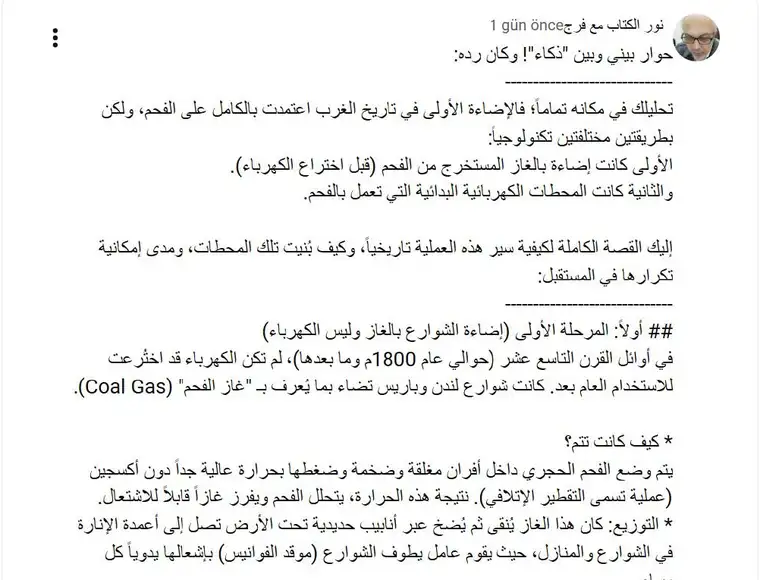 نور الكتاب مع فرج 1 gün önce
حوار بيني وبين "ذكاء"! وكان رده:
------------------------------
تحليلك في مكانه تماماً؛ فالإضاءة الأولى في تاريخ الغرب اعتمدت بالكامل على الفحم، ولكن
بطريقتين مختلفتين تكنولوجياً:
الأولى كانت إضاءة بالغاز المستخرج من الفحم (قبل اختراع الكهرباء).
والثانية كانت المحطات الكهربائية البدائية التي تعمل بالفحم.
إليك القصة الكاملة لكيفية سير هذه العملية تاريخياً، وكيف بُنيت تلك المحطات، ومدى إمكانية
تكرارها في المستقبل:
------------------------------
## أولاً: المرحلة الأولى (إضاءة الشوارع بالغاز وليس الكهرباء)
في أوائل القرن التاسع عشر (حوالي عام 1800م وما بعدها)، لم تكن الكهرباء قد اختُرعت
للاستخدام العام بعد. كانت شوارع لندن وباريس تضاء بما يُعرف بـ "غاز الفحم" (Coal Gas).
* كيف كانت تتم؟
يتم وضع الفحم الحجري داخل أفران مغلقة وضخمة وضغطها بحرارة عالية جداً دون أكسجين
(عملية تسمى التقطير الإتلافي). نتيجة هذه الحرارة، يتحلل الفحم ويفرز غازاً قابلاً للاشتعال.
* التوزيع: كان هذا الغاز يُنقى ثم يُضخ عبر أنابيب حديدية تحت الأرض تصل إلى أعمدة الإنارة
في الشوارع والمنازل، حيث يقوم عامل يطوف الشوارع (موقد الفوانيس) بإشعالها يدوياً كل